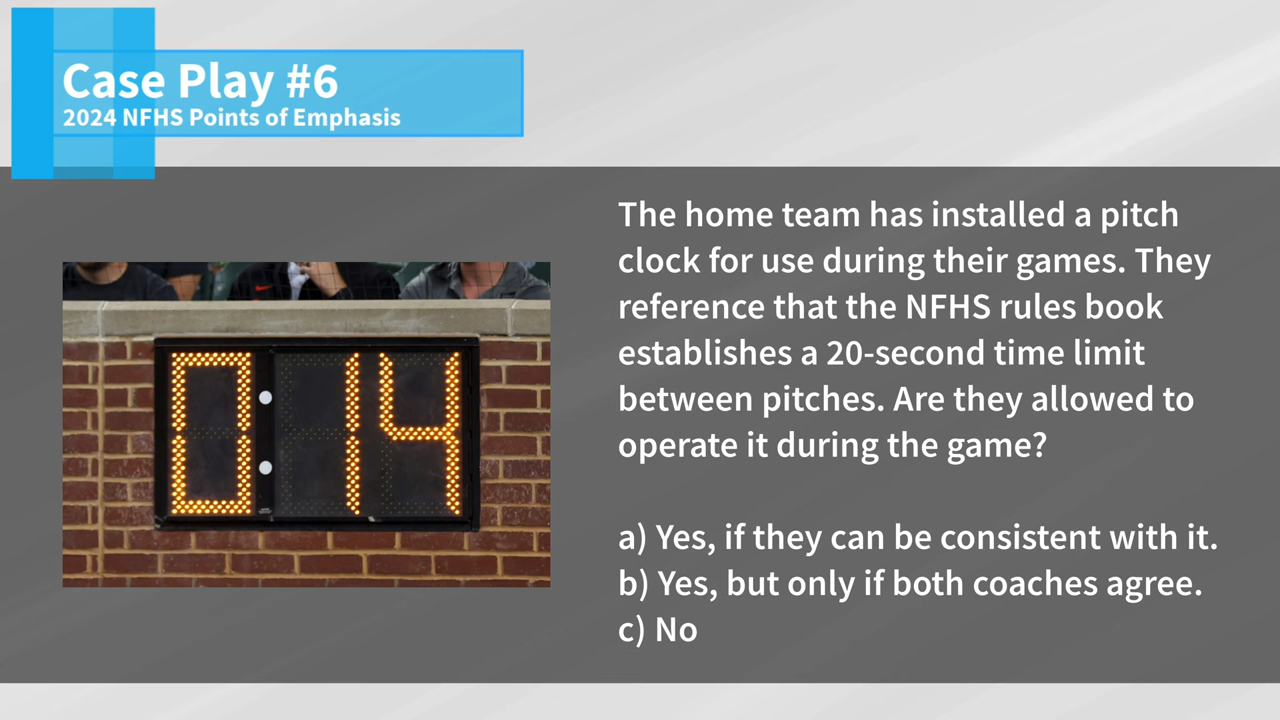 Case Play #6
2024 NFHS Points of Emphasis
The home team has installed a pitch
clock for use during their games. They
reference that the NFHS rules book
establishes a 20-second time limit
between pitches. Are they allowed to
operate it during the game?
a) Yes, if they can be consistent with it.
b) Yes, but only if both coaches agree.
c) No
0:14